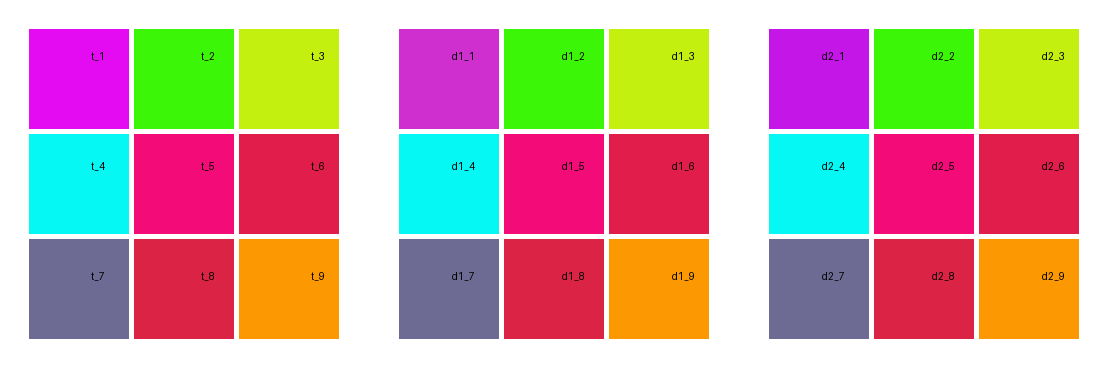 t_1 t_2 t_3 d1_1 d1_2 d1_3 d2_1 d2_2 d2_3
t_4 t_5 t_6 d1_4 d1_5 d1_6 d2_4 d2_5 d2_6
t_7 t_8 t_9 d1_7 d1_8 d1_9 d2_7 d2_8 d2_9